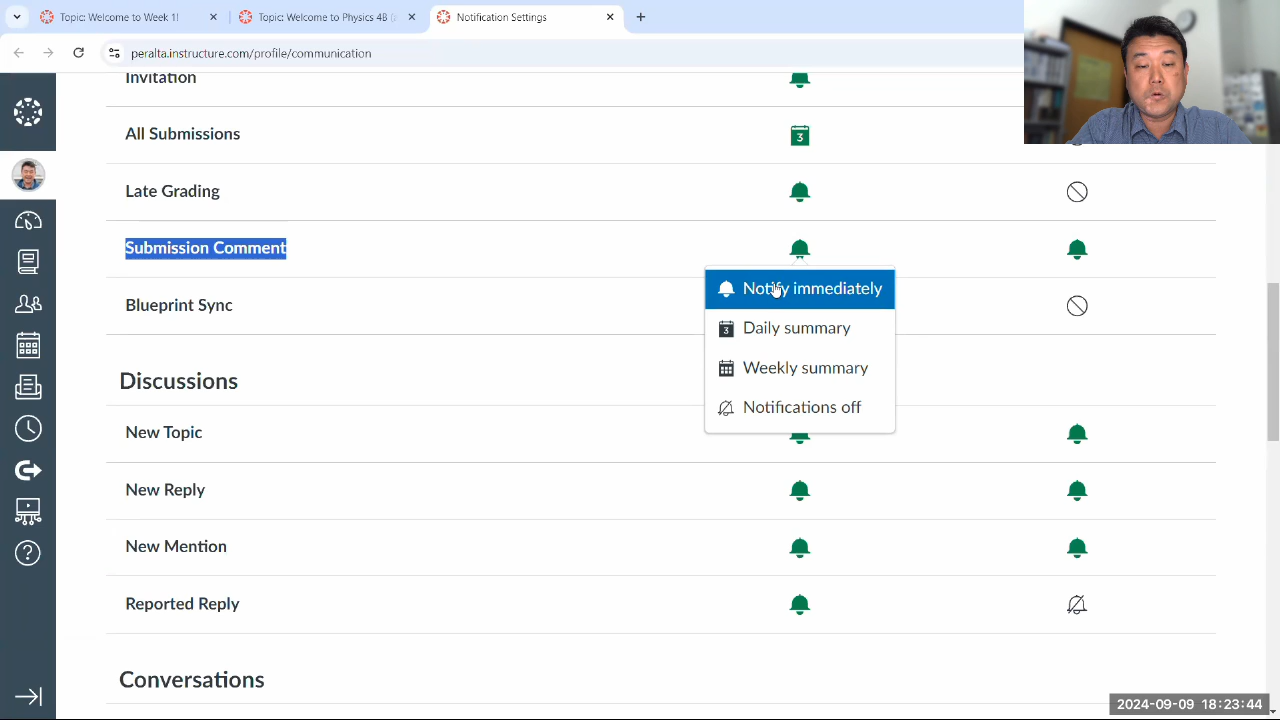 Topic: Welcome to Week 1!
Topic: Welcome to Physics 4B (
Notification Settings
peralta.instructure.com/profile/communication
Invitation
All Submissions
3
Late Grading
Submission Comment
Notify immediately
Blueprint Sync
3 Daily summary
Weekly summary
Discussions
Notifications off
New Topic
New Reply
New Mention
Reported Reply
Conversations
2024-09-09 18:23:44